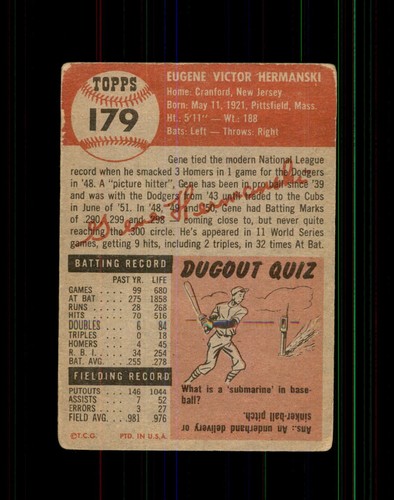 TOPPS
179
EUGENE VICTOR HERMANSKI
Home: Cranford, New Jersey
Born: May 11, 1921, Pittsfield, Mass.
Ht.: 5'11" — Wt.: 188
Bats: Left – Throws: Right
Gene tied the modern National League
record when he smacked 3 Homers in 1 game for the Dodgers
in '48. A "picture hitter", Gene has been in pro ball since '39
and was with the Dodgers from '43 until traded to the Cubs
in June of '51. In '48, '49 and '50, Gene had Batting Marks of
.290, .299 and .298 — coming close to, but never quite
reaching the .300 circle. He's appeared in 11 World Series
games, getting 9 hits, including 2 triples, in 32 times At Bat.
Gene Hermanski
BATTING RECORD
PAST YR. LIFE
GAMES . . . 99 680
AT BAT . . . 275 1858
RUNS . . . 28 268
HITS . . . 70 516
DOUBLES . . 6 84
TRIPLES . . 0 18
HOMERS . . 4 45
R. B. I. . . . 34 254
BAT. AVG. . . .255 .278
FIELDING RECORD
PUTOUTS . . 146 1044
ASSISTS . . 7 52
ERRORS . . 3 27
FIELD AVG. . .981 .976
©T.C.G. PTD. IN U.S.A.
DUGOUT QUIZ
What is a 'submarine' in base-
ball?
Ans.: An underhand delivery or
sinker-ball pitch.